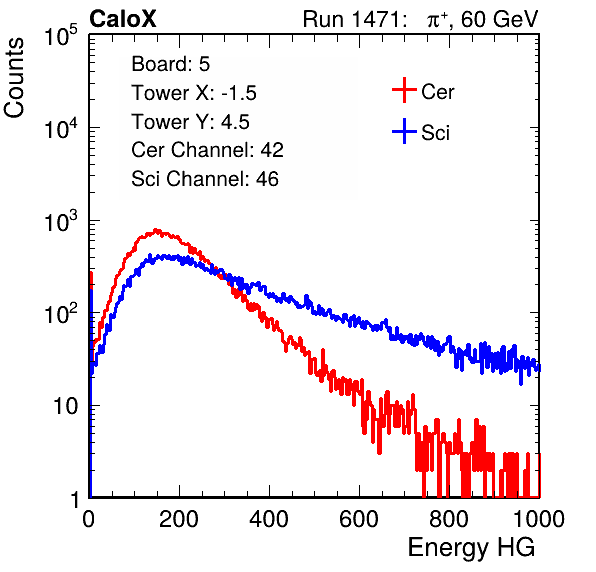 CaloX Run 1471: π⁺, 60 GeV
Counts
10⁵
10⁴
10³
10²
10
1
Board: 5
Tower X: -1.5
Tower Y: 4.5
Cer Channel: 42
Sci Channel: 46
Cer
Sci
0 200 400 600 800 1000
Energy HG